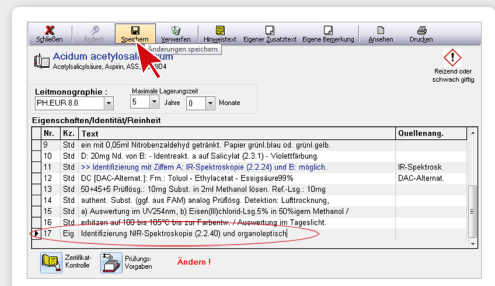 Schließen Ändern Speichern Verwerfen Hinweistext Eigener Zusatztext Eigene Bemerkung Ansehen Drucken
Änderungen speichern
Acidum acetylosali
Acetylsalicylsäure, Aspirin, ASS,
Reizend oder
schwach giftig
Leitmonographie : Maximale Lagerungszeit
PH.EUR 8.0 5 Jahre 0 Monate
Eigenschaften/Identität/Reinheit
Nr. Kz. Text Quellenang.
9 Std ein mit 0,05ml Nitrobenzaldehyd getränkt. Papier grünl.blau od. grünl.gelb.
10 Std D: 20mg Nd. von B: - Identreakt. a auf Salicylat (2.3.1) - Violettfärbung.
11 Std >> Identifizierung mit Ziffern A: IR-Spektroskopie (2.2.24) und B: möglich. IR-Spektrosk.
12 Std DC [DAC-Alternat.]: Fm.: Toluol - Ethylacetat - Essigsäure99% DAC-Alternat.
13 Std 50+45+5 Prüflösg.: 10mg Subst. in 2ml Methanol lösen. Ref.-Lsg.: 10mg
14 Std authent. Subst. (ggf. aus FAM) analog Prüflösg. Detektion: Lufttrocknung,
15 Std a) Auswertung im UV254nm, b) Eisen(III)chlorid-Lsg.5% in 50%igem Methanol /
16 Std erhitzen auf 100 bis 105°C bis zur Farbentw. / Auswertung im Tageslicht.
17 Eig Identifizierung NIR-Spektroskopie (2.2.40) und organoleptisch
Zertifikat-
Kontrolle
Prüfungs-
Vorgaben
Ändern !